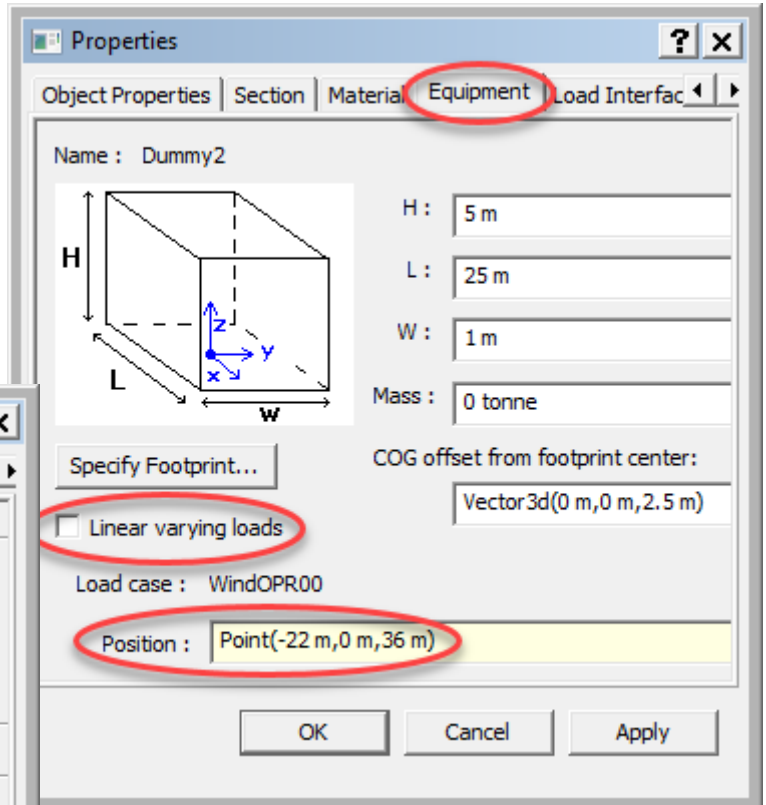 Properties
Object Properties Section Material Equipment Load Interfac
Name : Dummy2
H
L
W
z
y
x
H : 5 m
L : 25 m
W : 1 m
Mass : 0 tonne
COG offset from footprint center:
Vector3d(0 m,0 m,2.5 m)
Specify Footprint...
Linear varying loads
Load case : WindOPR00
Position : Point(-22 m,0 m,36 m)
OK Cancel Apply